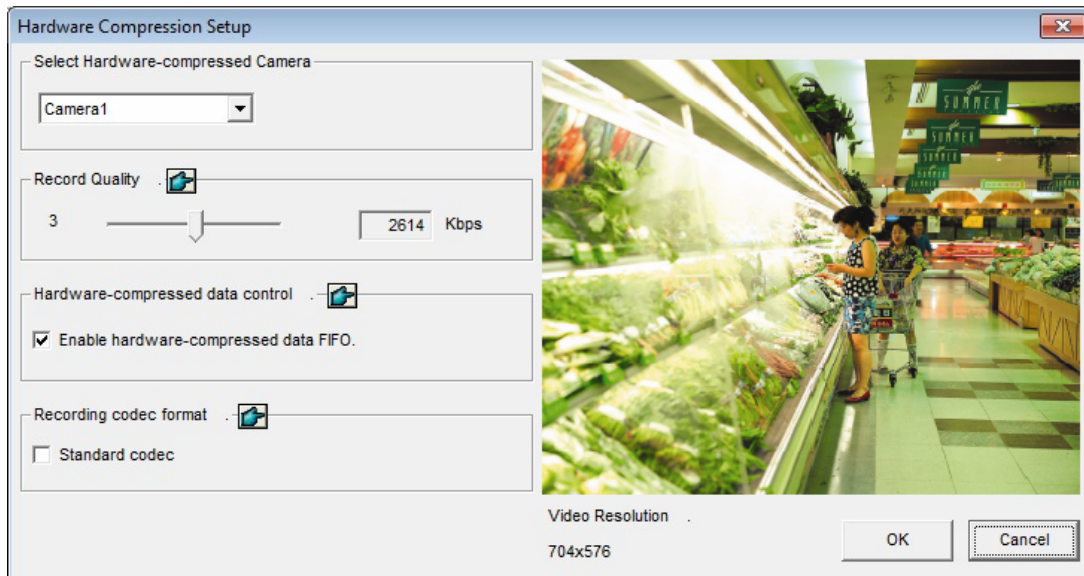 Hardware Compression Setup
Select Hardware-compressed Camera
Camera1
Record Quality .
3
2614 Kbps
Hardware-compressed data control .
Enable hardware-compressed data FIFO.
Recording codec format .
Standard codec
SUMMER
SUMMER
SUMMER
SUMMER
Video Resolution .
704x576
OK
Cancel